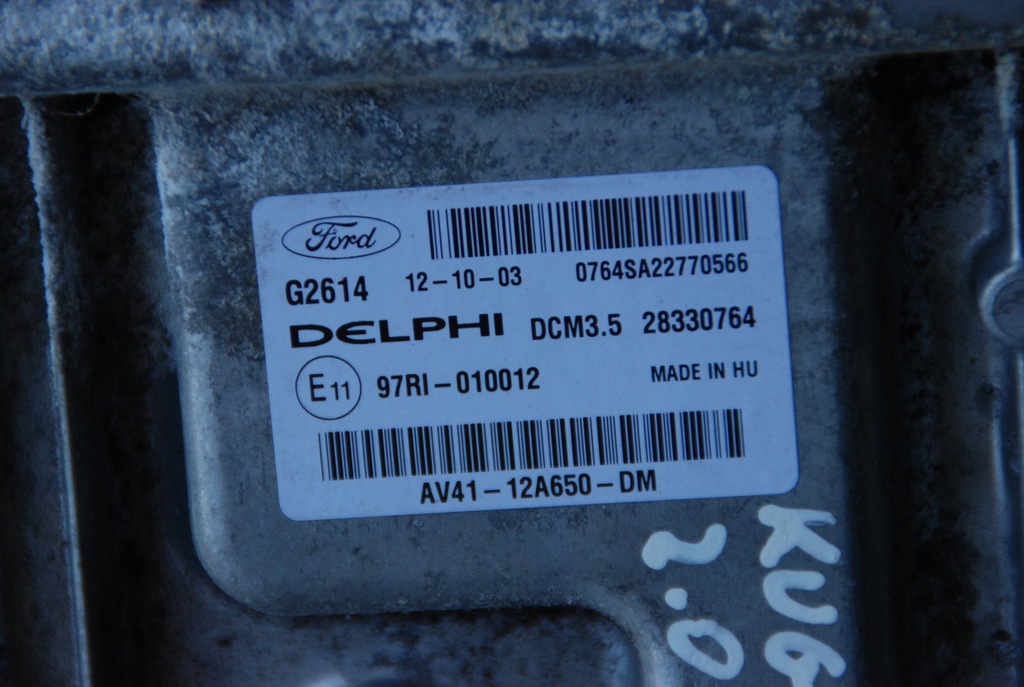 Ford
G2614 12-10-03 0764SA22770566
DELPHI DCM3.5 28330764
E11 97RI-010012 MADE IN HU
AV41-12A650-DM
KUG
2.0